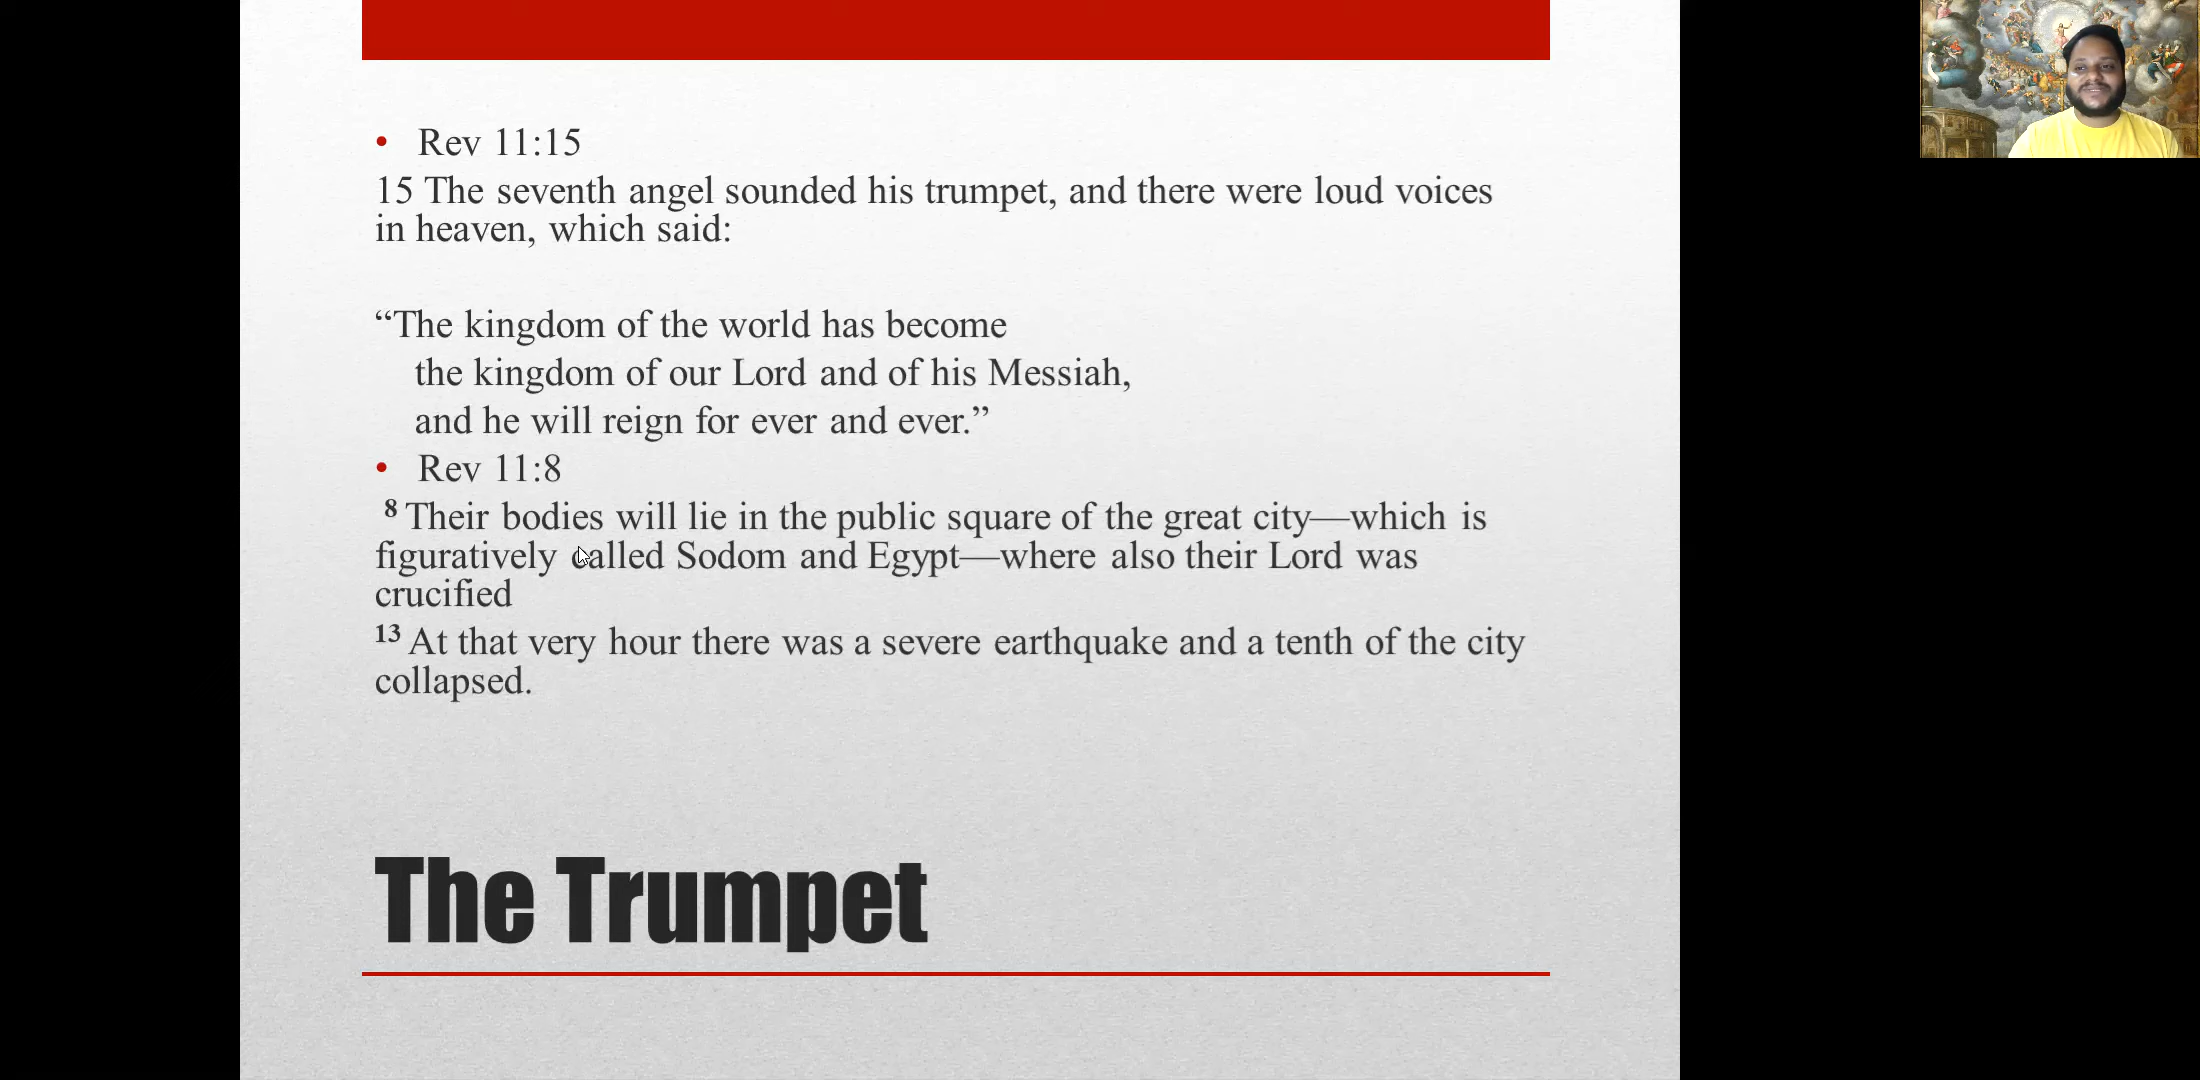 • Rev 11:15
15 The seventh angel sounded his trumpet, and there were loud voices
in heaven, which said:
“The kingdom of the world has become
the kingdom of our Lord and of his Messiah,
and he will reign for ever and ever.”
• Rev 11:8
8 Their bodies will lie in the public square of the great city—which is
figuratively called Sodom and Egypt—where also their Lord was
crucified
13 At that very hour there was a severe earthquake and a tenth of the city
collapsed.
The Trumpet